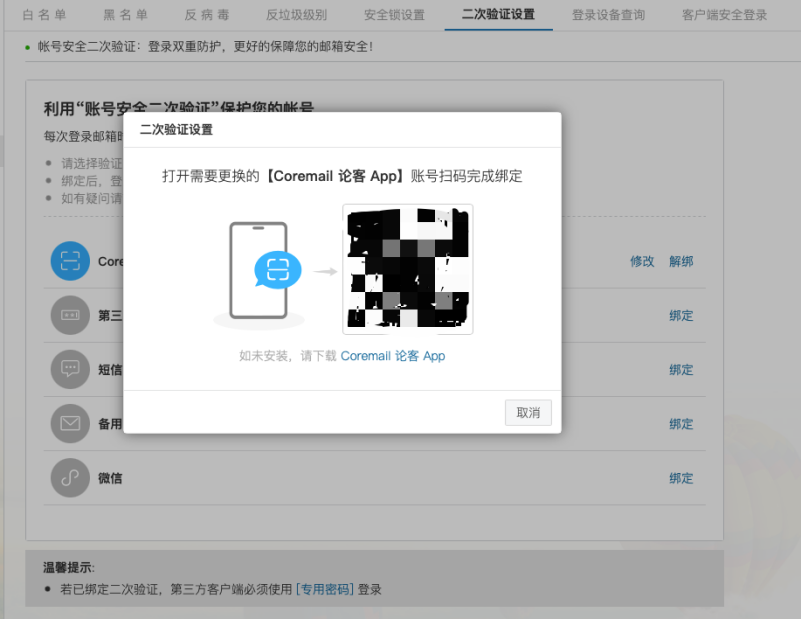 白 名 单 黑 名 单 反 病 毒 反垃圾级别 安全锁设置 二次验证设置 登录设备查询 客户端安全登录
帐号安全二次验证：登录双重防护，更好的保障您的邮箱安全！
利用“账号安全二次验证”保护您的帐号
二次验证设置
每次登录邮箱时
打开需要更换的【Coremail 论客 App】账号扫码完成绑定
请选择验证
绑定后，登
如有疑问请
Core
修改 解绑
第三
绑定
如未安装，请下载 Coremail 论客 App
短信
绑定
取消
备用
绑定
微信
绑定
温馨提示:
若已绑定二次验证，第三方客户端必须使用 [专用密码] 登录